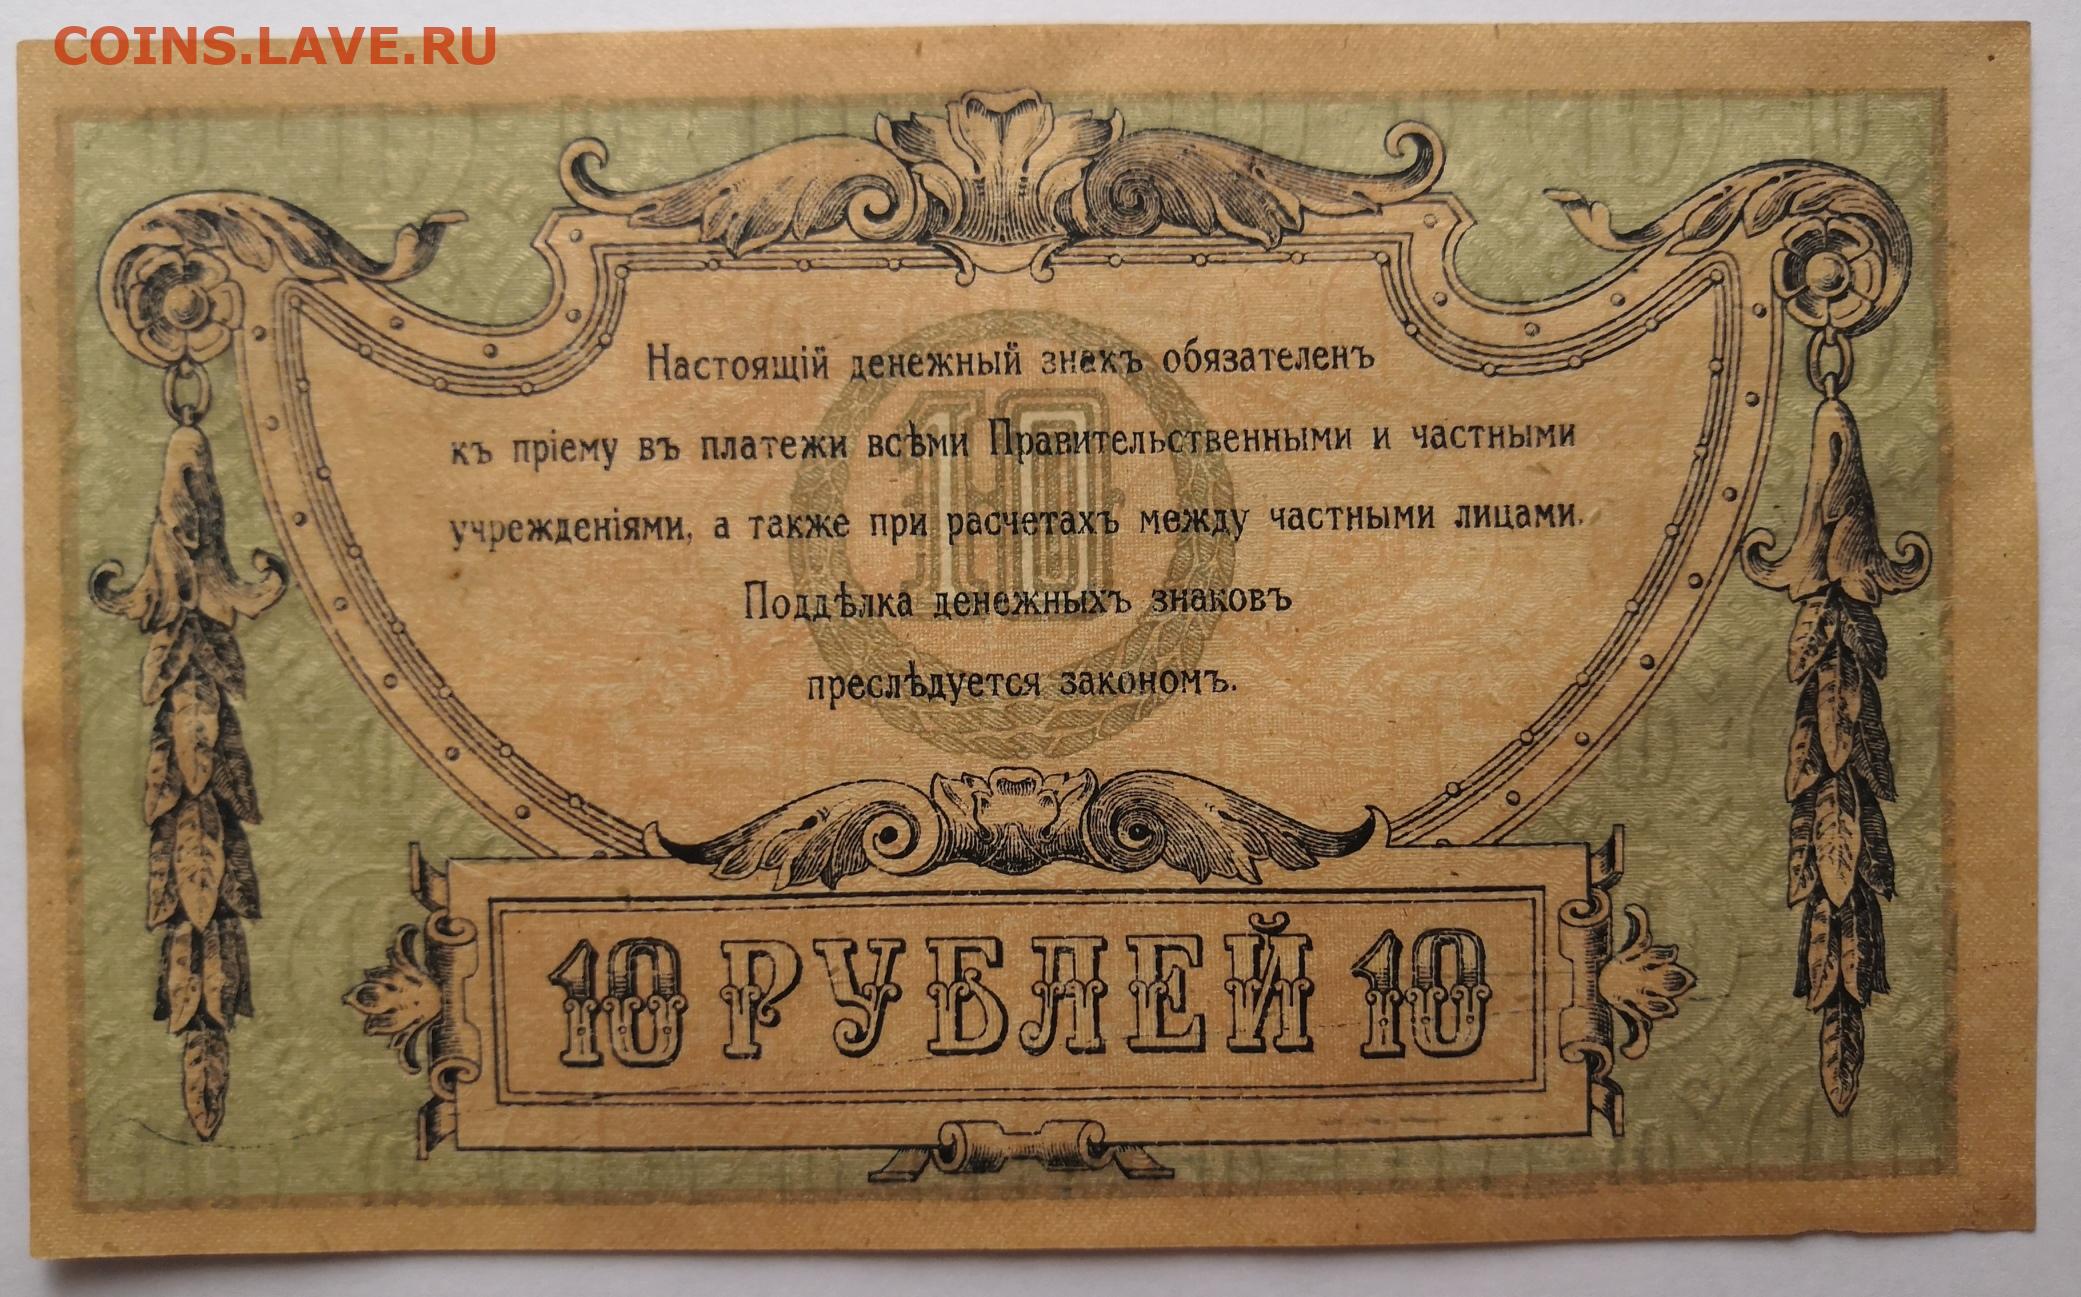 COINS.LAVE.RU
Настоящій денежный знакъ обязателенъ
къ пріему въ платежи всѣми Правительственными и частными
учрежденіями, а также при расчетахъ между частными лицами.
Поддѣлка денежныхъ знаковъ
преслѣдуется закономъ.
10
10 РУБЛЕЙ 10